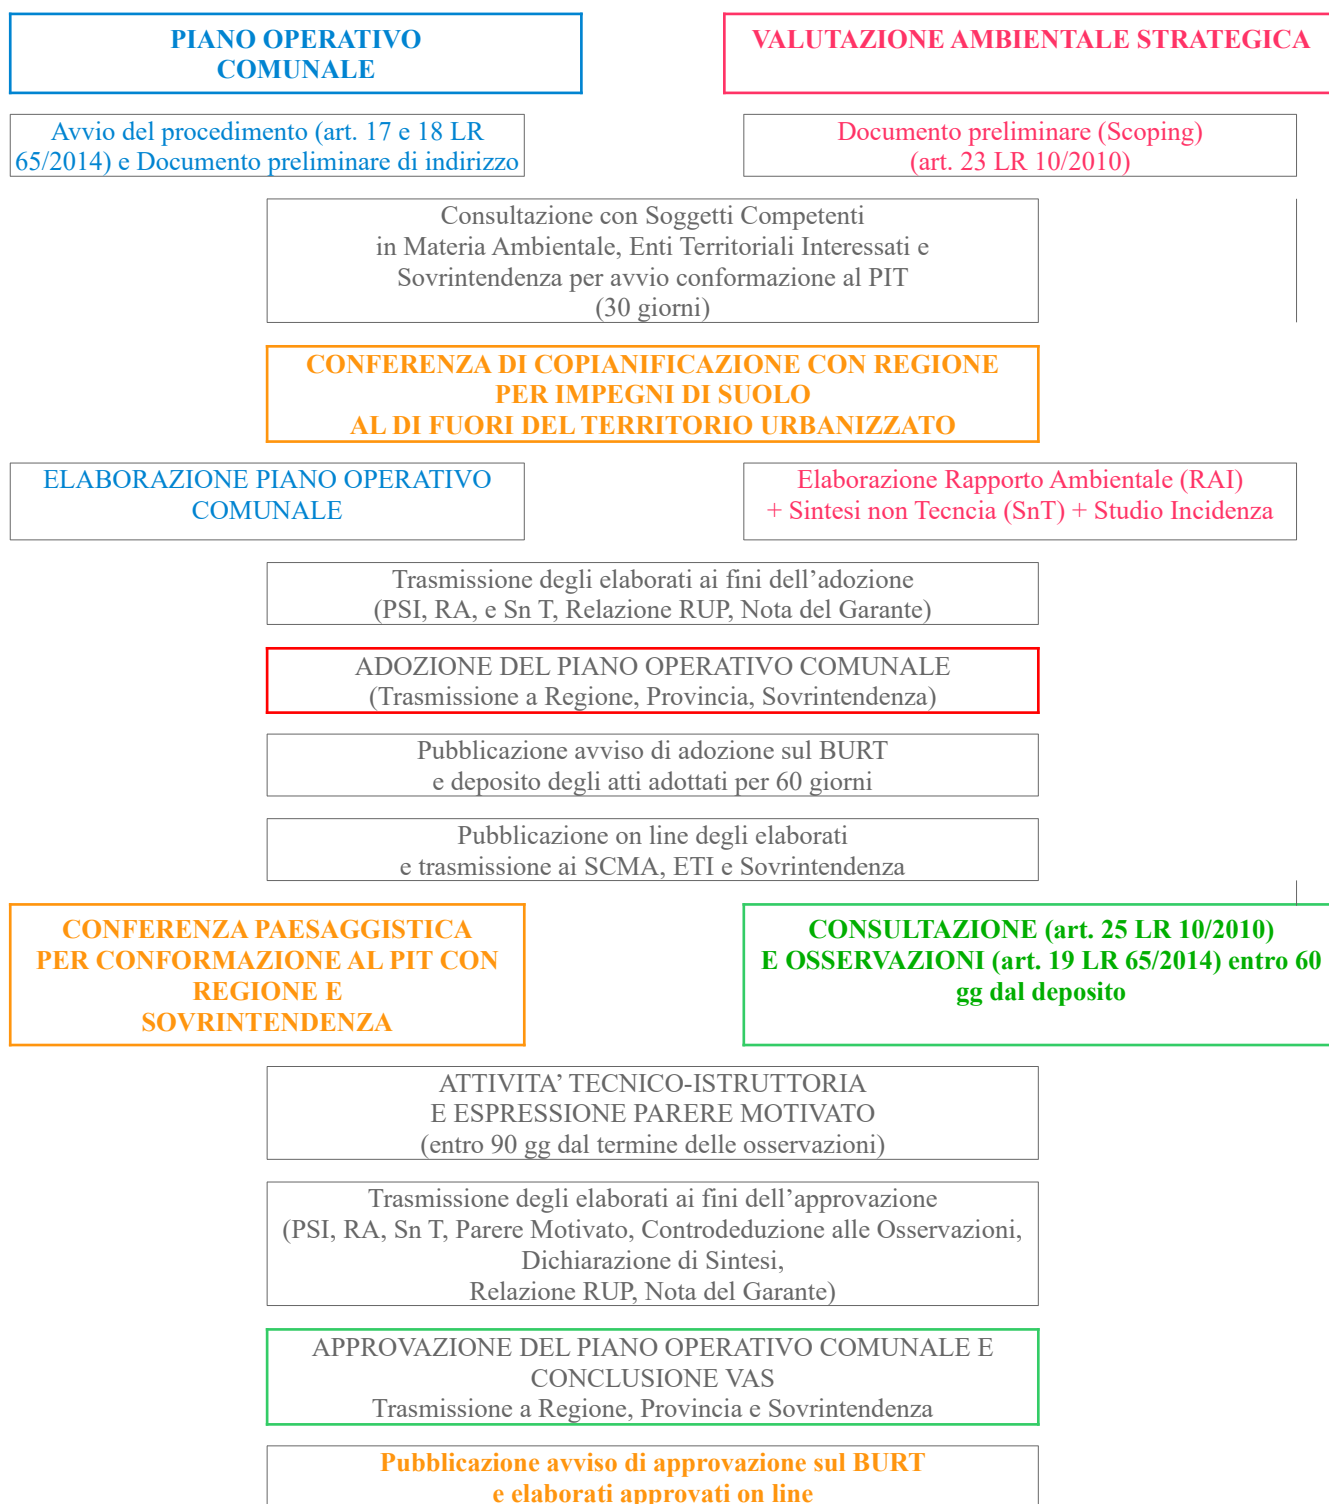 PIANO OPERATIVO
COMUNALE
VALUTAZIONE AMBIENTALE STRATEGICA
Avvio del procedimento (art. 17 e 18 LR
65/2014) e Documento preliminare di indirizzo
Documento preliminare (Scoping)
(art. 23 LR 10/2010)
Consultazione con Soggetti Competenti
in Materia Ambientale, Enti Territoriali Interessati e
Sovrintendenza per avvio conformazione al PIT
(30 giorni)
CONFERENZA DI COPIANIFICAZIONE CON REGIONE
PER IMPEGNI DI SUOLO
AL DI FUORI DEL TERRITORIO URBANIZZATO
ELABORAZIONE PIANO OPERATIVO
COMUNALE
Elaborazione Rapporto Ambientale (RAI)
+ Sintesi non Tecncia (SnT) + Studio Incidenza
Trasmissione degli elaborati ai fini dell’adozione
(PSI, RA, e Sn T, Relazione RUP, Nota del Garante)
ADOZIONE DEL PIANO OPERATIVO COMUNALE
(Trasmissione a Regione, Provincia, Sovrintendenza)
Pubblicazione avviso di adozione sul BURT
e deposito degli atti adottati per 60 giorni
Pubblicazione on line degli elaborati
e trasmissione ai SCMA, ETI e Sovrintendenza
CONFERENZA PAESAGGISTICA
PER CONFORMAZIONE AL PIT CON
REGIONE E
SOVRINTENDENZA
CONSULTAZIONE (art. 25 LR 10/2010)
E OSSERVAZIONI (art. 19 LR 65/2014) entro 60
gg dal deposito
ATTIVITA’ TECNICO-ISTRUTTORIA
E ESPRESSIONE PARERE MOTIVATO
(entro 90 gg dal termine delle osservazioni)
Trasmissione degli elaborati ai fini dell’approvazione
(PSI, RA, Sn T, Parere Motivato, Controdeduzione alle Osservazioni,
Dichiarazione di Sintesi,
Relazione RUP, Nota del Garante)
APPROVAZIONE DEL PIANO OPERATIVO COMUNALE E
CONCLUSIONE VAS
Trasmissione a Regione, Provincia e Sovrintendenza
Pubblicazione avviso di approvazione sul BURT
e elaborati approvati on line